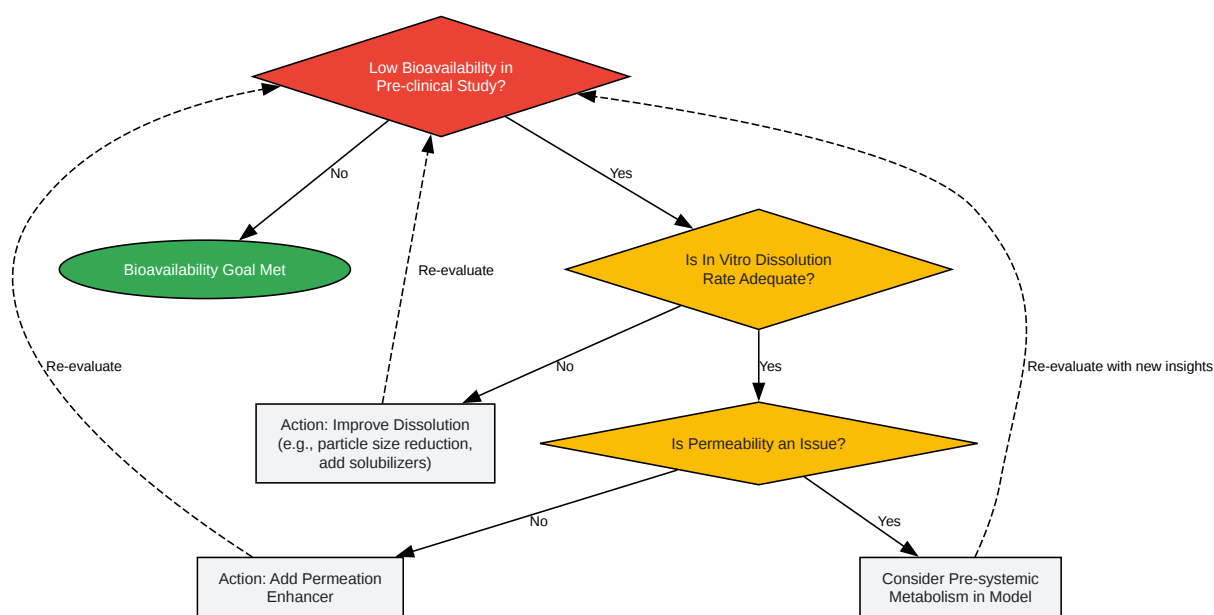 Low Bioavailability in
Pre-clinical Study?
No
Yes
Bioavailability Goal Met
Re-evaluate
Is In Vitro Dissolution
Rate Adequate?
Re-evaluate
No
Yes
Re-evaluate with new insights
Action: Improve Dissolution
(e.g., particle size reduction,
add solubilizers)
Is Permeability an Issue?
No
Yes
Action: Add Permeation
Enhancer
Consider Pre-systemic
Metabolism in Model